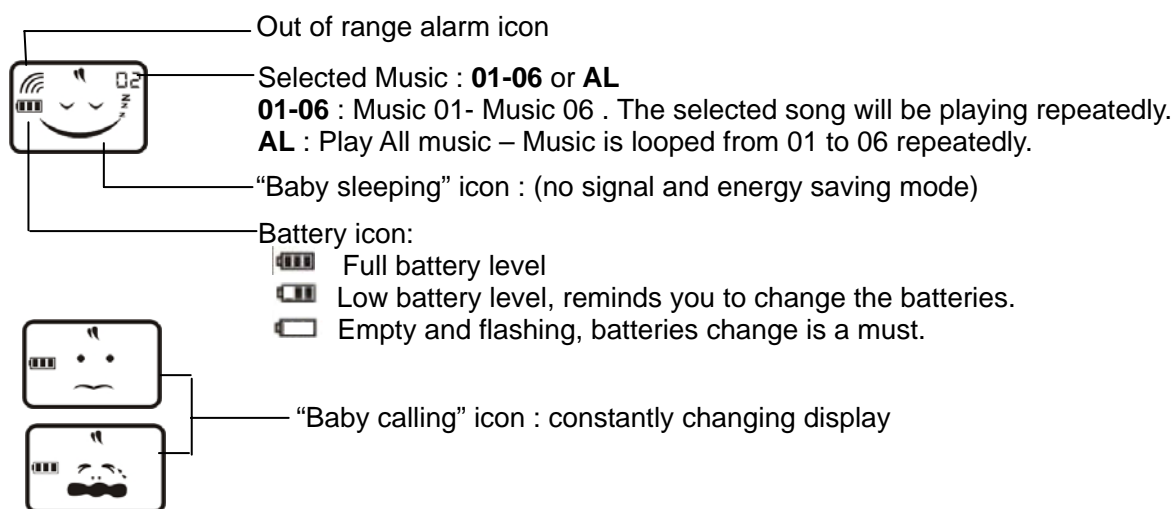 Out of range alarm icon
02
Selected Music : 01-06 or AL
zzz
01-06 : Music 01- Music 06 . The selected song will be playing repeatedly.
AL : Play All music – Music is looped from 01 to 06 repeatedly.
“Baby sleeping” icon : (no signal and energy saving mode)
Battery icon:
Full battery level
Low battery level, reminds you to change the batteries.
Empty and flashing, batteries change is a must.
“Baby calling” icon : constantly changing display